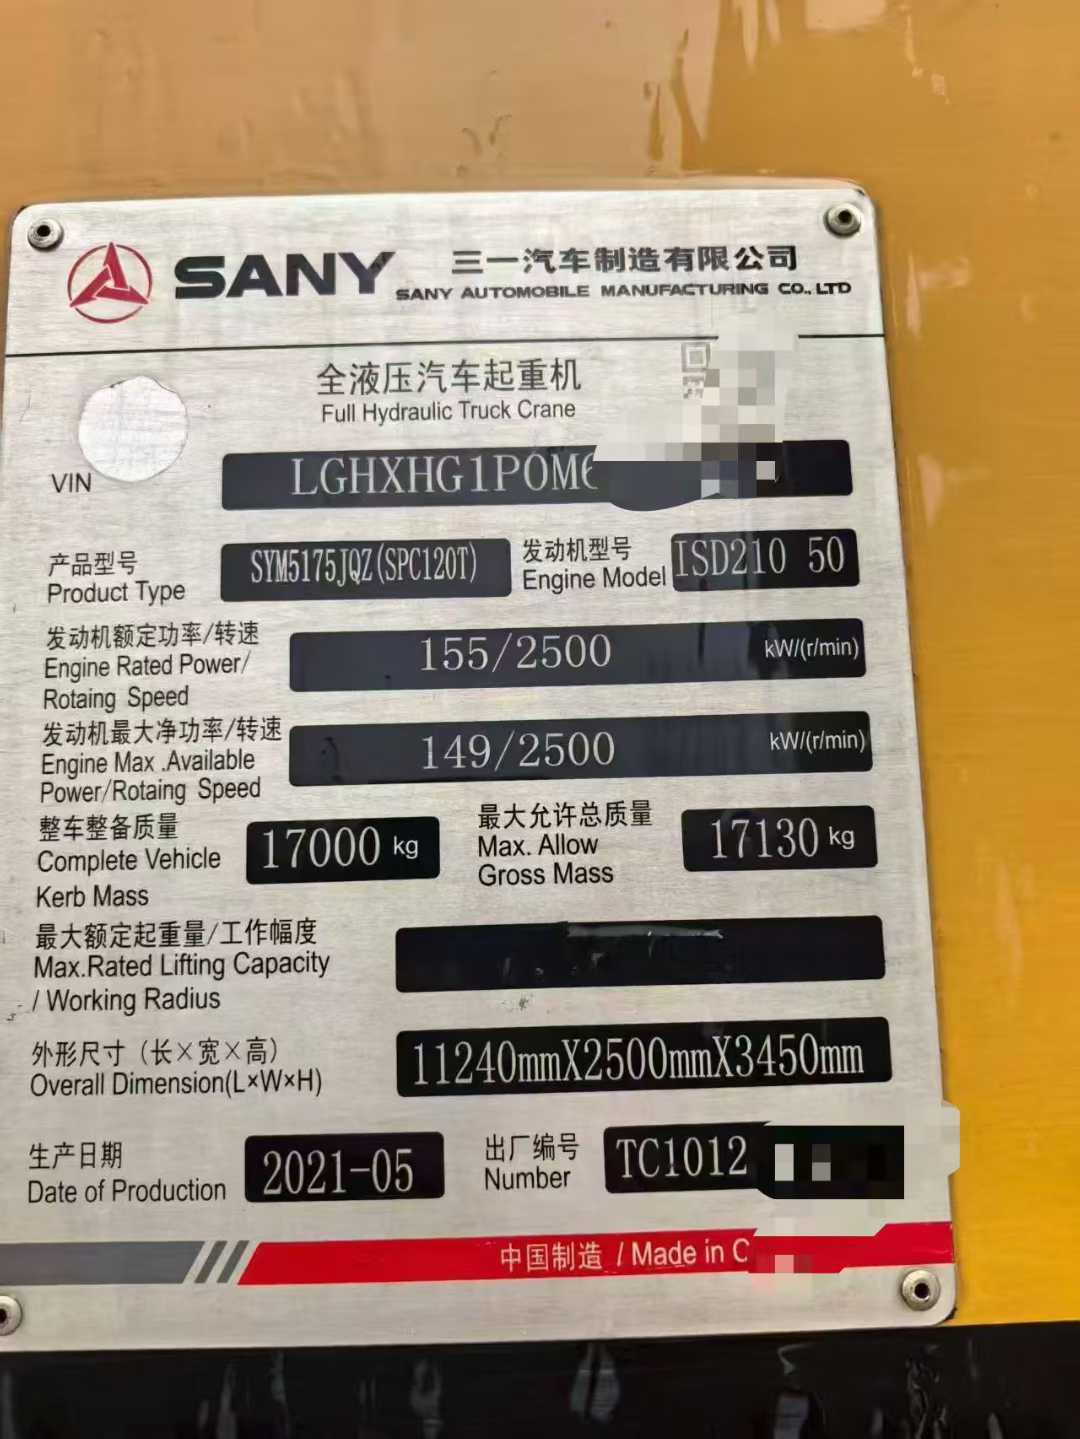 SANY 三一汽车制造有限公司
SANY AUTOMOBILE MANUFACTURING CO., LTD
全液压汽车起重机
Full Hydraulic Truck Crane
VIN LGHXHG1P0M6
产品型号 SYM5175JQZ(SPC120T) 发动机型号 ISD210 50
Product Type Engine Model
发动机额定功率/转速 155/2500 kW/(r/min)
Engine Rated Power/
Rotaing Speed
发动机最大净功率/转速 149/2500 kW/(r/min)
Engine Max .Available
Power/Rotaing Speed
整车整备质量 17000 kg 最大允许总质量 17130 kg
Complete Vehicle Max. Allow
Kerb Mass Gross Mass
最大额定起重量/工作幅度
Max.Rated Lifting Capacity
/ Working Radius
外形尺寸（长×宽×高） 11240mmX2500mmX3450mm
Overall Dimension(L×W×H)
生产日期 2021-05 出厂编号 TC1012
Date of Production Number
中国制造 / Made in C